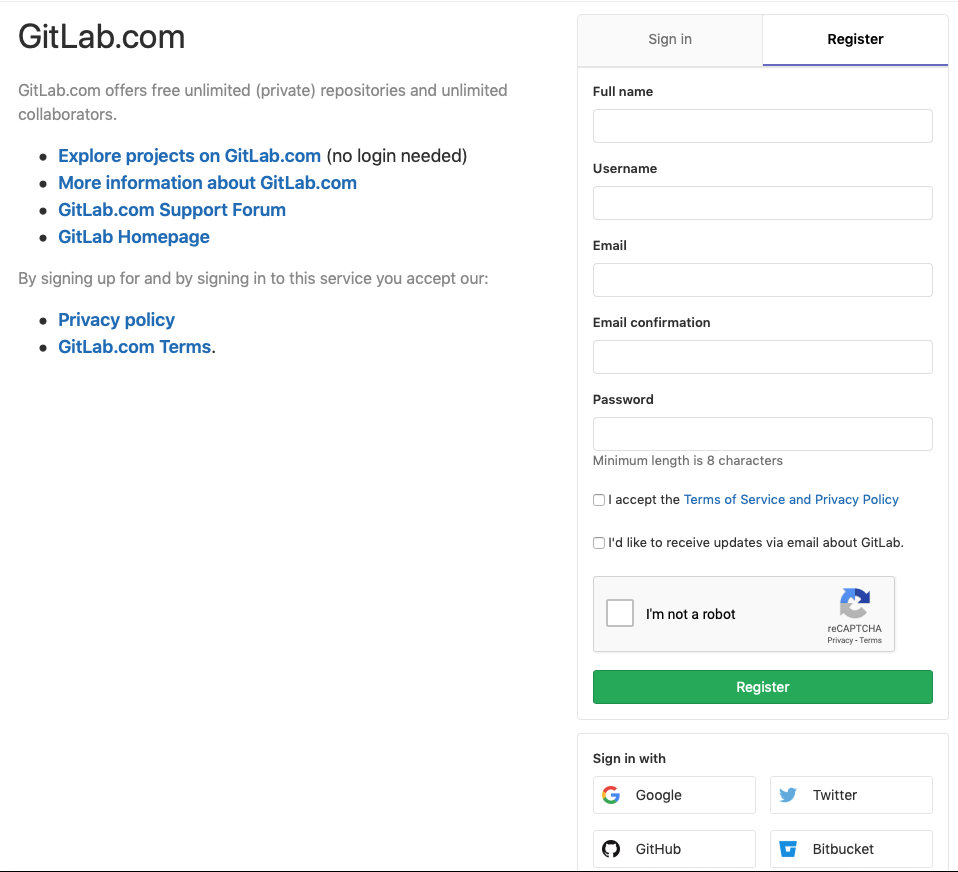 GitLab.com
GitLab.com offers free unlimited (private) repositories and unlimited
collaborators.
Explore projects on GitLab.com (no login needed)
More information about GitLab.com
GitLab.com Support Forum
GitLab Homepage
By signing up for and by signing in to this service you accept our:
Privacy policy
GitLab.com Terms.
Sign in
Register
Full name
Username
Email
Email confirmation
Password
Minimum length is 8 characters
I accept the Terms of Service and Privacy Policy
I'd like to receive updates via email about GitLab.
I'm not a robot
reCAPTCHA
Privacy - Terms
Register
Sign in with
Google
Twitter
GitHub
Bitbucket